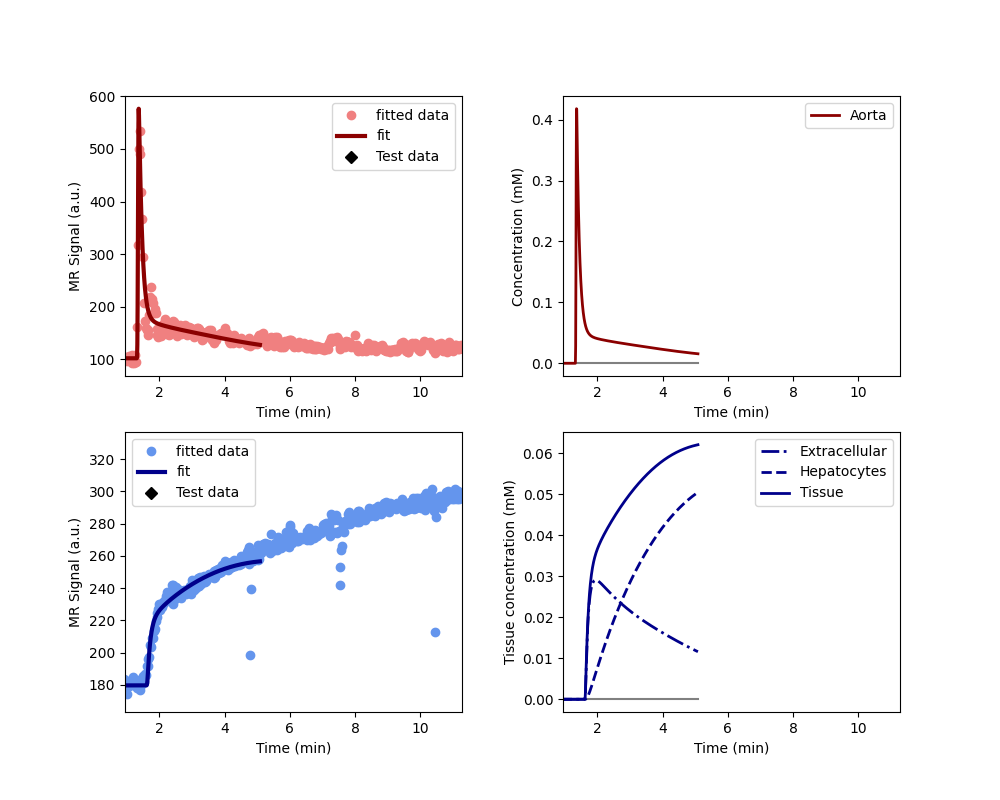 600
500
400
300
200
100
MR Signal (a.u.)
fitted data
fit
Test data
2 4 6 8 10
Time (min)
0.4
0.3
0.2
0.1
0.0
Concentration (mM)
Aorta
2 4 6 8 10
Time (min)
320
300
280
260
240
220
200
180
MR Signal (a.u.)
fitted data
fit
Test data
2 4 6 8 10
Time (min)
0.06
0.05
0.04
0.03
0.02
0.01
0.00
Tissue concentration (mM)
Extracellular
Hepatocytes
Tissue
2 4 6 8 10
Time (min)